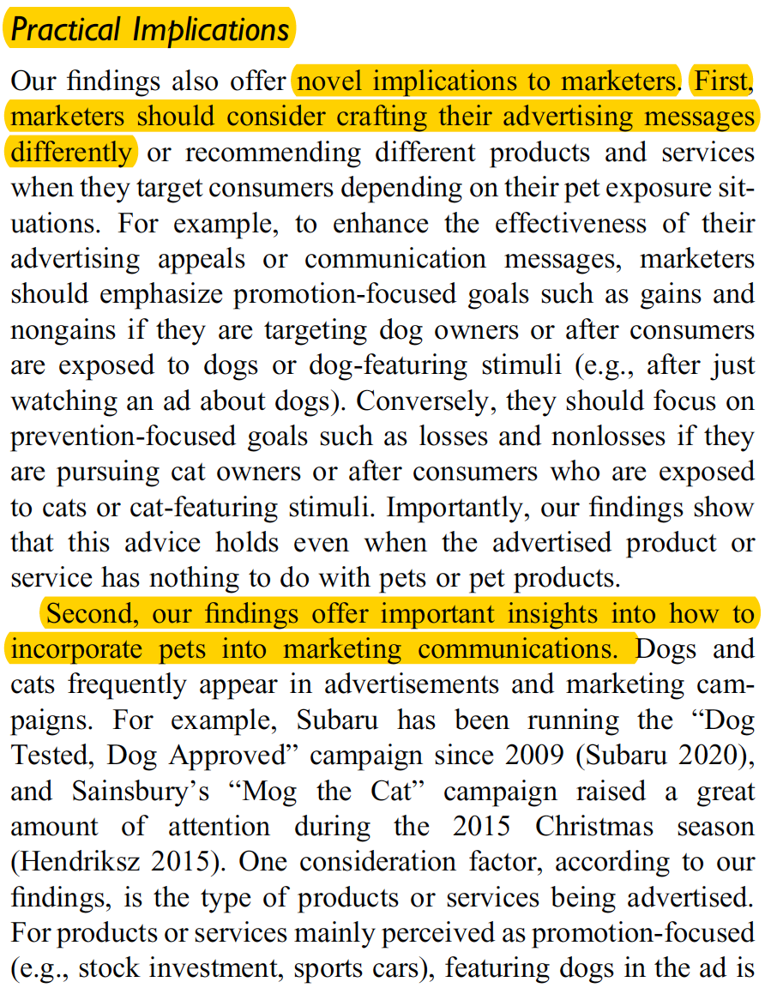 Practical Implications
Our findings also offer novel implications to marketers. First,
marketers should consider crafting their advertising messages
differently or recommending different products and services
when they target consumers depending on their pet exposure sit-
uations. For example, to enhance the effectiveness of their
advertising appeals or communication messages, marketers
should emphasize promotion-focused goals such as gains and
nongains if they are targeting dog owners or after consumers
are exposed to dogs or dog-featuring stimuli (e.g., after just
watching an ad about dogs). Conversely, they should focus on
prevention-focused goals such as losses and nonlosses if they
are pursuing cat owners or after consumers who are exposed
to cats or cat-featuring stimuli. Importantly, our findings show
that this advice holds even when the advertised product or
service has nothing to do with pets or pet products.
Second, our findings offer important insights into how to
incorporate pets into marketing communications. Dogs and
cats frequently appear in advertisements and marketing cam-
paigns. For example, Subaru has been running the “Dog
Tested, Dog Approved” campaign since 2009 (Subaru 2020),
and Sainsbury’s “Mog the Cat” campaign raised a great
amount of attention during the 2015 Christmas season
(Hendriksz 2015). One consideration factor, according to our
findings, is the type of products or services being advertised.
For products or services mainly perceived as promotion-focused
(e.g., stock investment, sports cars), featuring dogs in the ad is